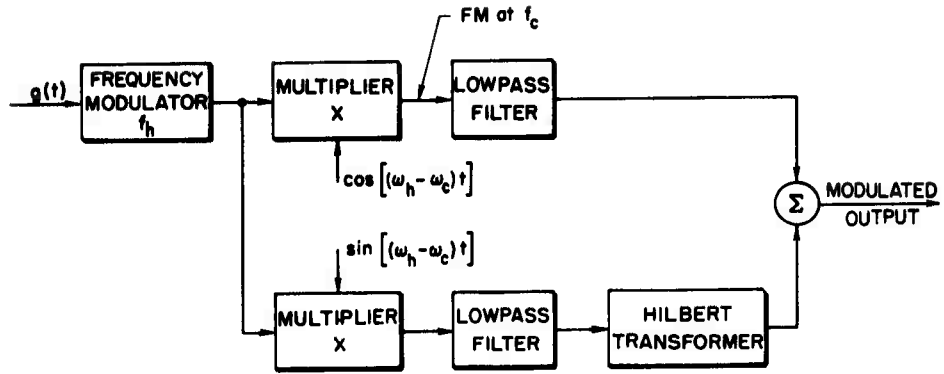 FM at f_c
g(t)
FREQUENCY
MODULATOR
f_h
MULTIPLIER
X
LOWPASS
FILTER
cos [(ω_h - ω_c) t]
Σ
MODULATED
OUTPUT
sin [(ω_h - ω_c) t]
MULTIPLIER
X
LOWPASS
FILTER
HILBERT
TRANSFORMER